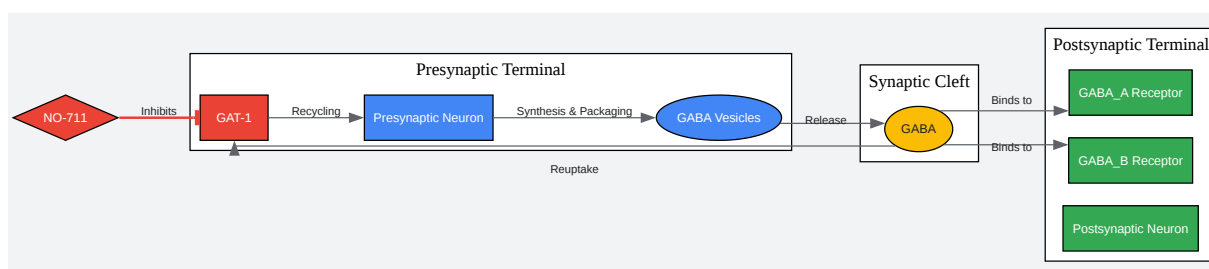 Postsynaptic Terminal
Presynaptic Terminal
Synaptic Cleft
NO-711
Inhibits
GAT-1
Recycling
Presynaptic Neuron
Synthesis & Packaging
GABA Vesicles
Release
GABA
Binds to
GABA_A Receptor
Binds to
GABA_B Receptor
Reuptake
Postsynaptic Neuron